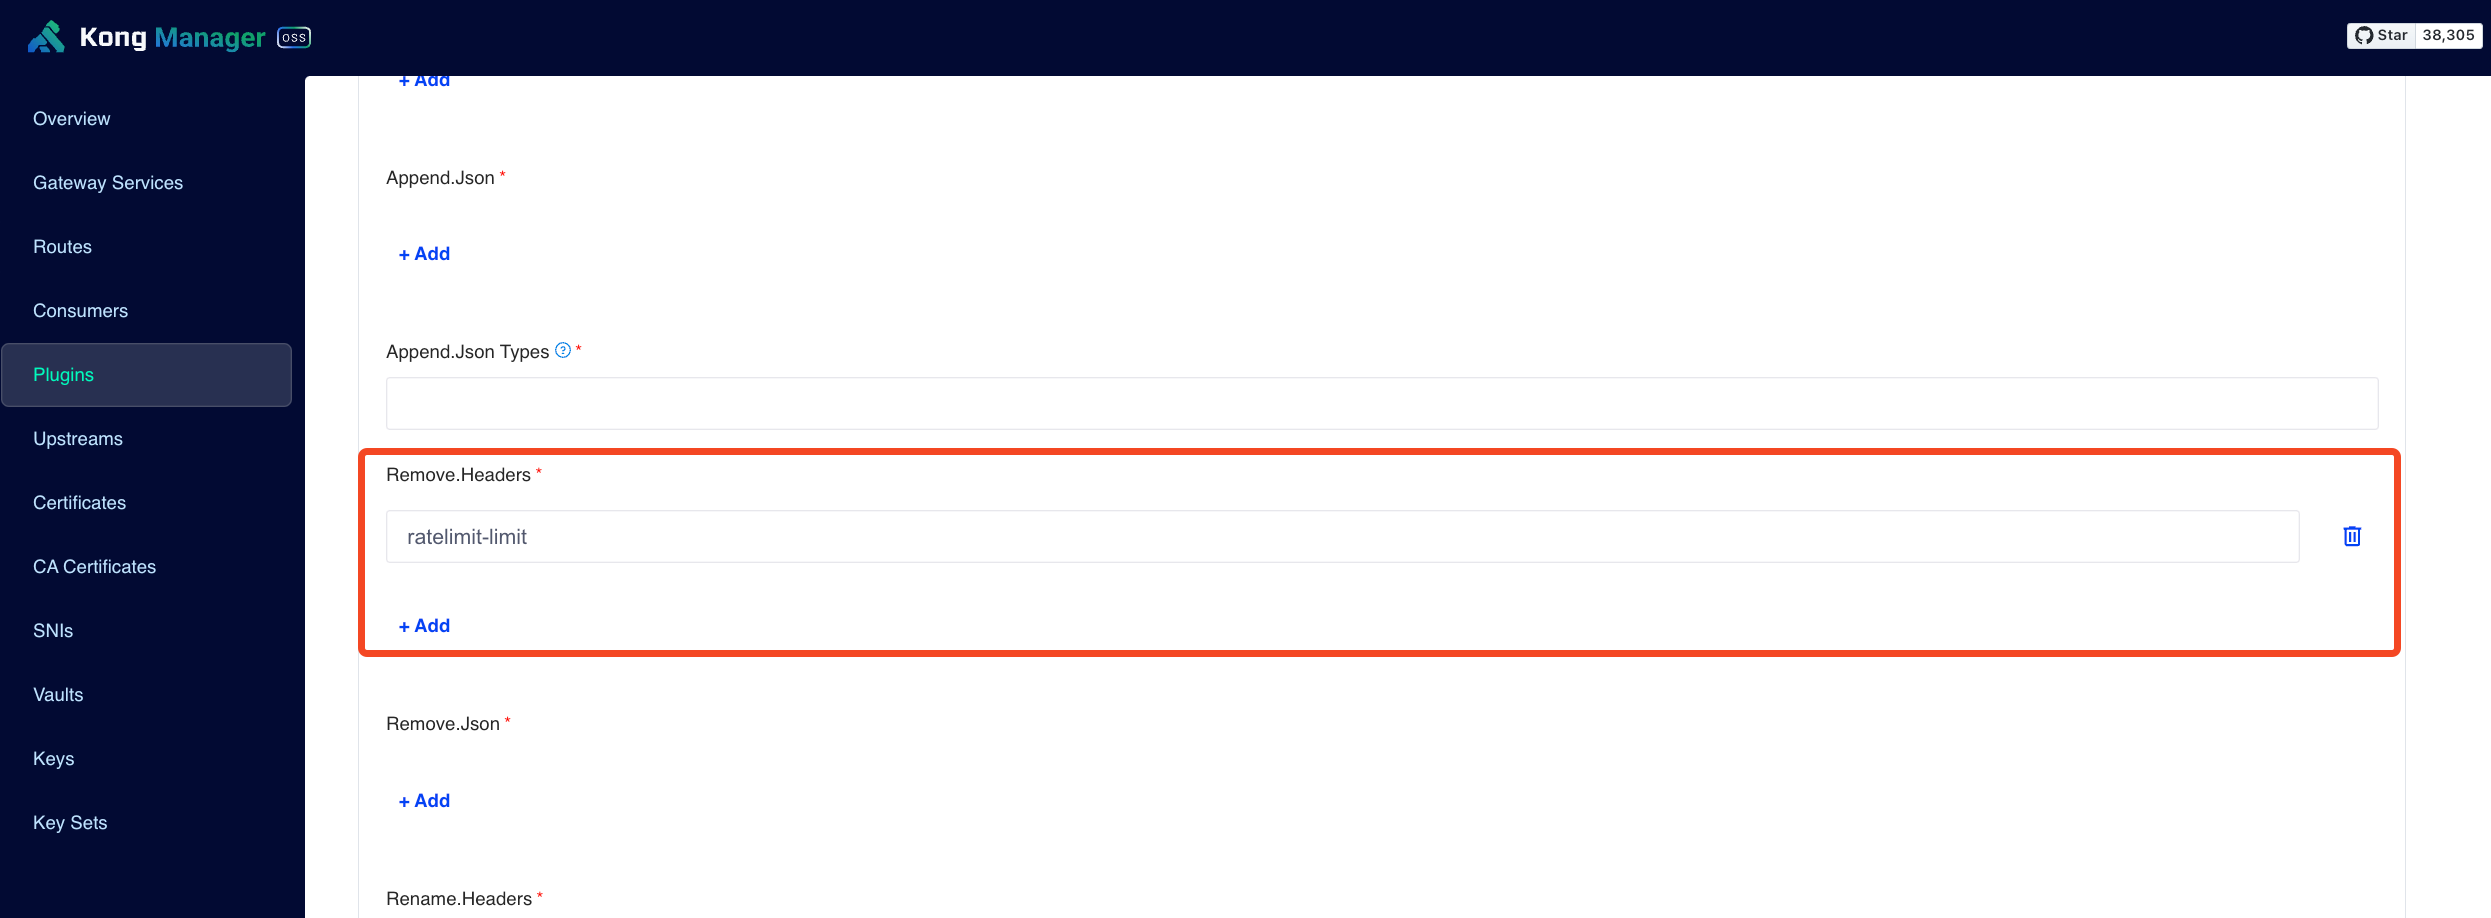 Kong Manager OSS
Star 38,305
Overview
Gateway Services
Routes
Consumers
Plugins
Upstreams
Certificates
CA Certificates
SNIs
Vaults
Keys
Key Sets
+ Add
Append.Json *
+ Add
Append.Json Types ? *
Remove.Headers *
ratelimit-limit
+ Add
Remove.Json *
+ Add
Rename.Headers *